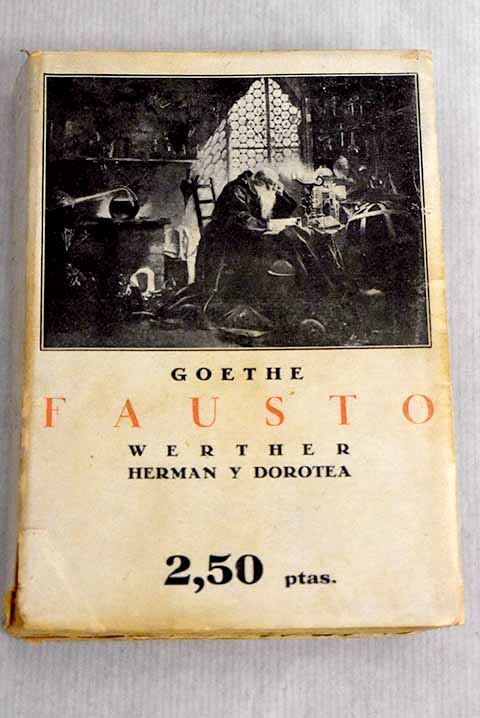 GOETHE
FAUSTO
WERTHER
HERMAN Y DOROTEA
2,50 ptas.